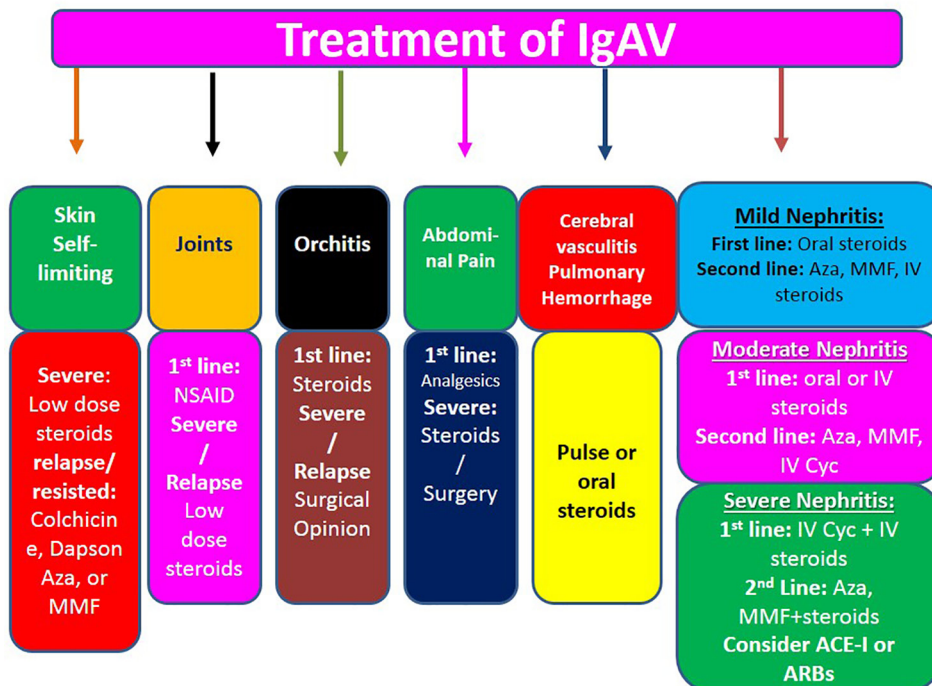 Treatment of IgAV
Skin
Self-
limiting
Severe:
Low dose
steroids
relapse/
resisted:
Colchicin
e, Dapson
Aza, or
MMF
Joints
1st line:
NSAID
Severe
/
Relapse
Low
dose
steroids
Orchitis
1st line:
Steroids
Severe
/
Relapse
Surgical
Opinion
Abdomi-
nal Pain
1st line:
Analgesics
Severe:
Steroids
/
Surgery
Cerebral
vasculitis
Pulmonary
Hemorrhage
Pulse or
oral
steroids
Mild Nephritis:
First line: Oral steroids
Second line: Aza, MMF, IV
steroids
Moderate Nephritis
1st line: oral or IV
steroids
Second line: Aza, MMF,
IV Cyc
Severe Nephritis:
1st line: IV Cyc + IV
steroids
2nd Line: Aza,
MMF+steroids
Consider ACE-I or
ARBs